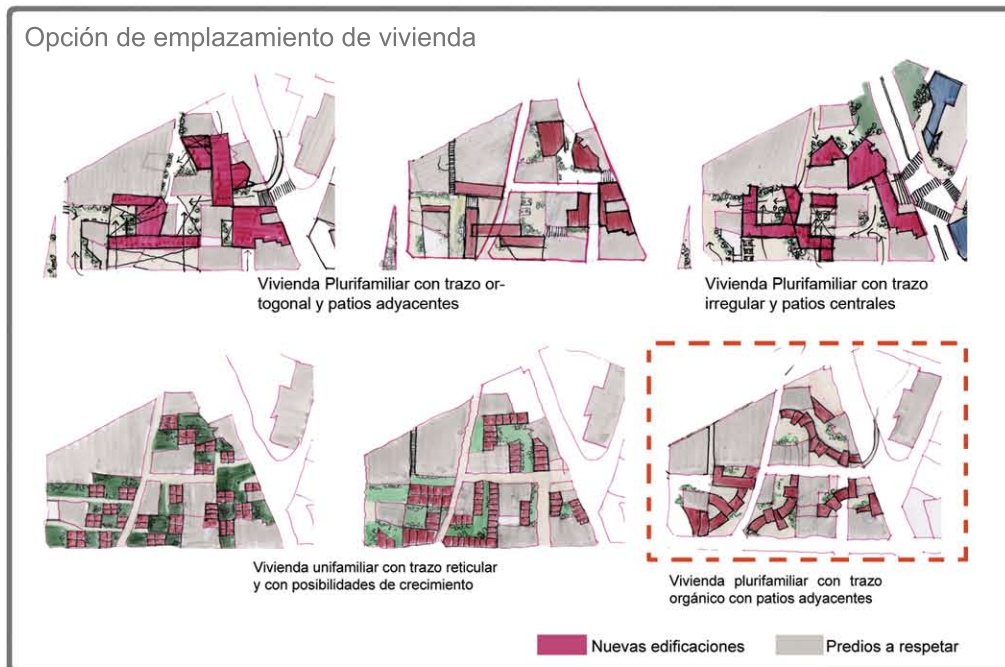 Opción de emplazamiento de vivienda
Vivienda Plurifamiliar con trazo or-
togonal y patios adyacentes
Vivienda Plurifamiliar con trazo
irregular y patios centrales
Vivienda unifamiliar con trazo reticular
y con posibilidades de crecimiento
Vivienda plurifamiliar con trazo
orgánico con patios adyacentes
Nuevas edificaciones
Predios a respetar